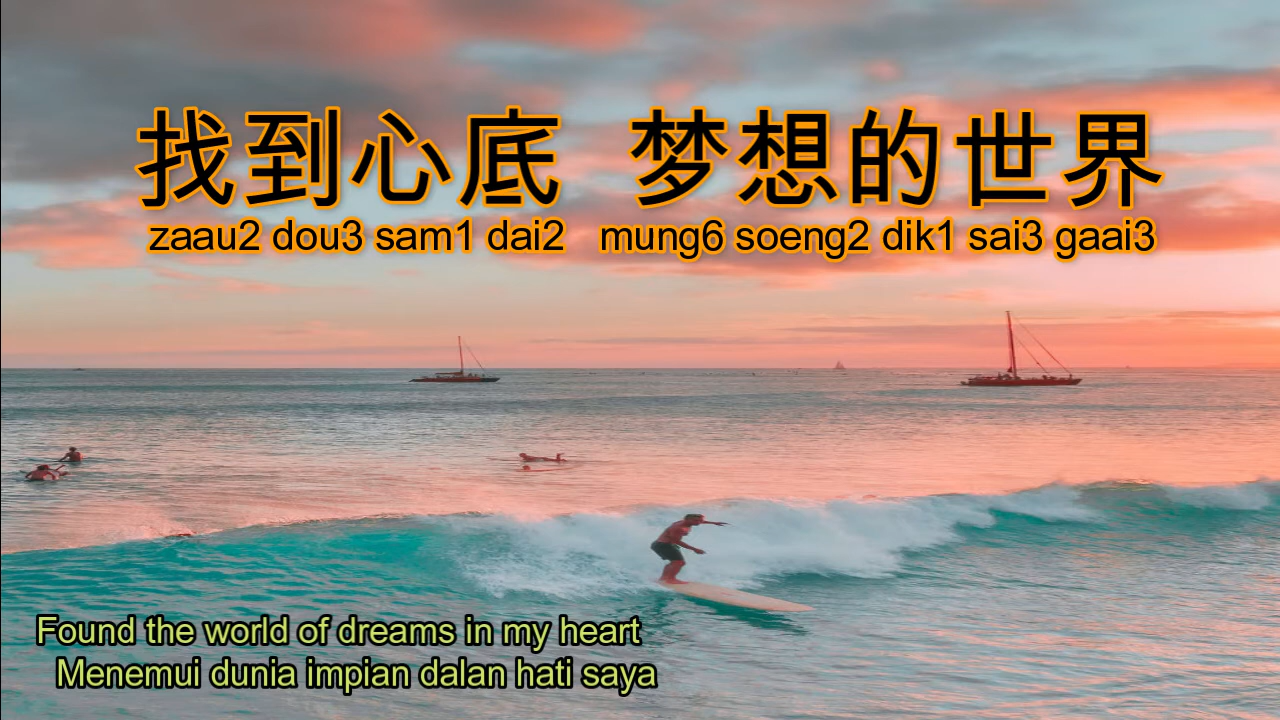 找到心底 梦想的世界
zaau2 dou3 sam1 dai2 mung6 soeng2 dik1 sai3 gaai3
Found the world of dreams in my heart
Menemui dunia impian dalan hati saya